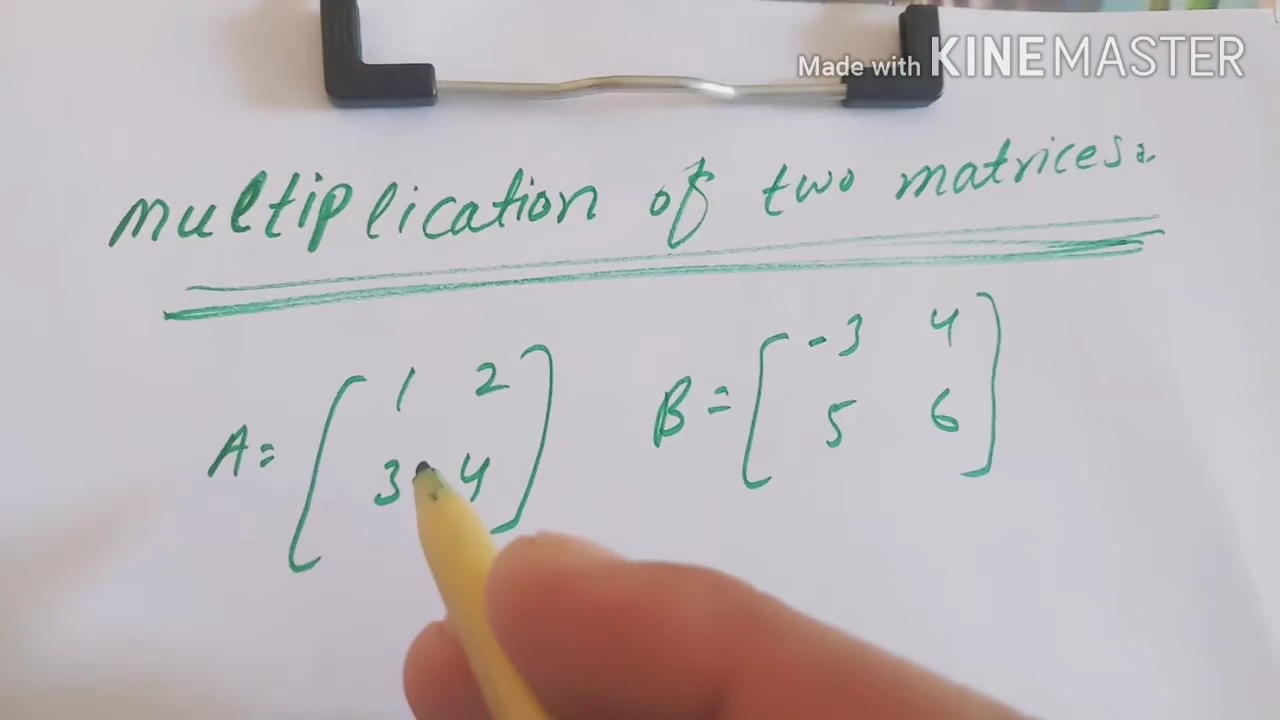 Made with KINEMASTER
Multiplication of two matrices:
A = [ 1 2
3 4 ]
B = [ -3 4
5 6 ]